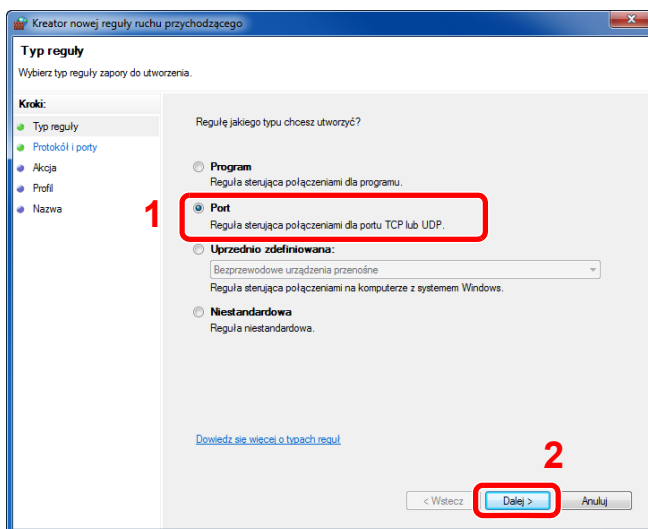 Kreator nowej reguły ruchu przychodzącego
Typ reguły
Wybierz typ reguły zapory do utworzenia.
Kroki:
Typ reguły
Protokół i porty
Akcja
Profil
Nazwa
Regułę jakiego typu chcesz utworzyć?
Program
Reguła sterująca połączeniami dla programu.
1
Port
Reguła sterująca połączeniami dla portu TCP lub UDP.
Uprzednio zdefiniowana:
Bezprzewodowe urządzenia przenośne
Reguła sterująca połączeniami na komputerze z systemem Windows.
Niestandardowa
Reguła niestandardowa.
Dowiedz się więcej o typach reguł
2
< Wstecz
Dalej >
Anuluj